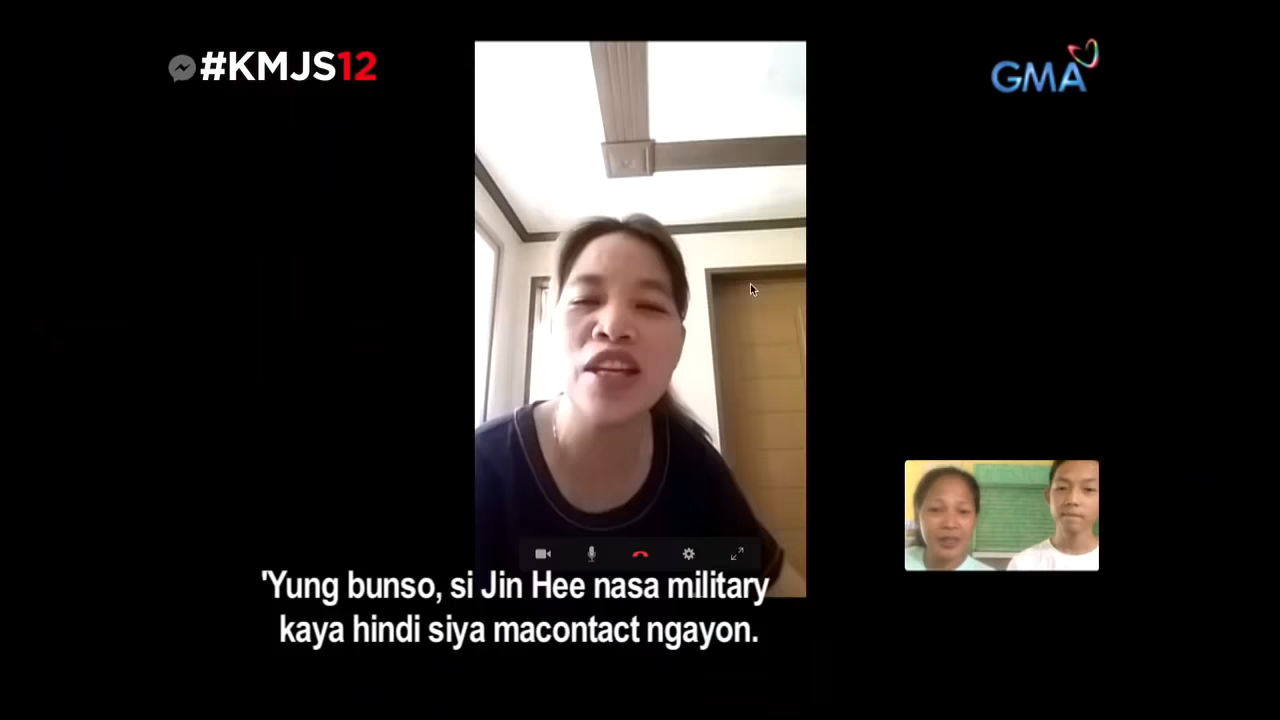 #KMJS12
GMA
'Yung bunso, si Jin Hee nasa military
kaya hindi siya macontact ngayon.